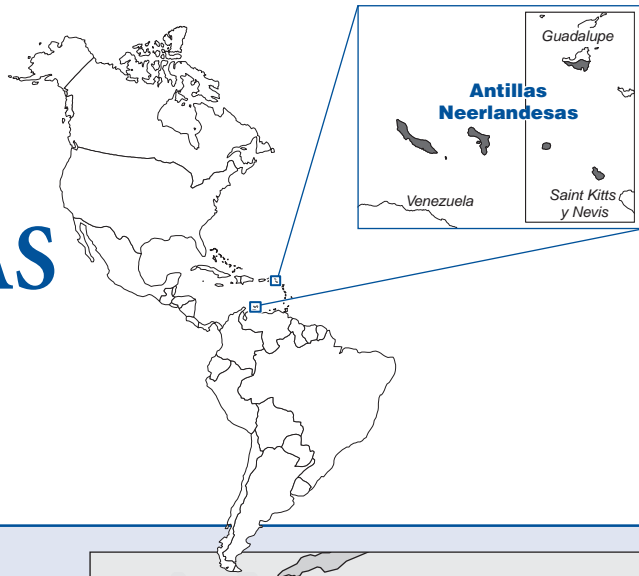 Guadalupe
Antillas
Neerlandesas
Venezuela
Saint Kitts
y Nevis
AS